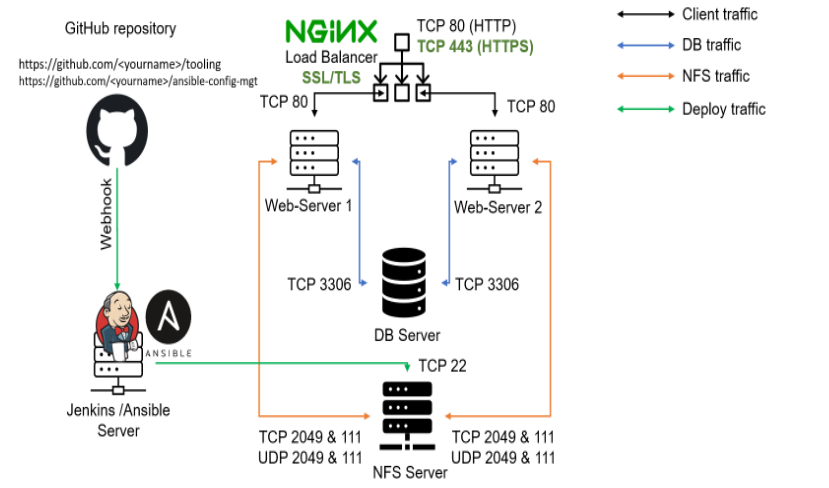 GitHub repository
https://github.com/<yourname>/tooling
https://github.com/<yourname>/ansible-config-mgt
NGiNX
Load Balancer
SSL/TLS
TCP 80 (HTTP)
TCP 443 (HTTPS)
Client traffic
DB traffic
NFS traffic
Deploy traffic
TCP 80
TCP 80
Webhook
Web-Server 1
Web-Server 2
TCP 3306
TCP 3306
DB Server
A
ANSIBLE
TCP 22
Jenkins /Ansible
Server
TCP 2049 & 111
UDP 2049 & 111
TCP 2049 & 111
UDP 2049 & 111
NFS Server